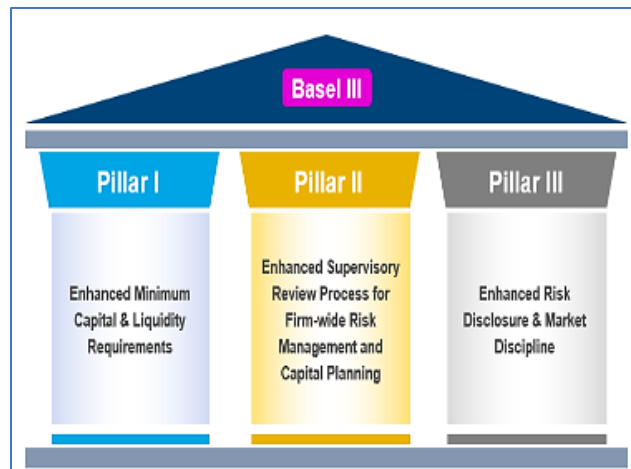 Basel III
Pillar I
Enhanced Minimum
Capital & Liquidity
Requirements
Pillar II
Enhanced Supervisory
Review Process for
Firm-wide Risk
Management and
Capital Planning
Pillar III
Enhanced Risk
Disclosure & Market
Discipline